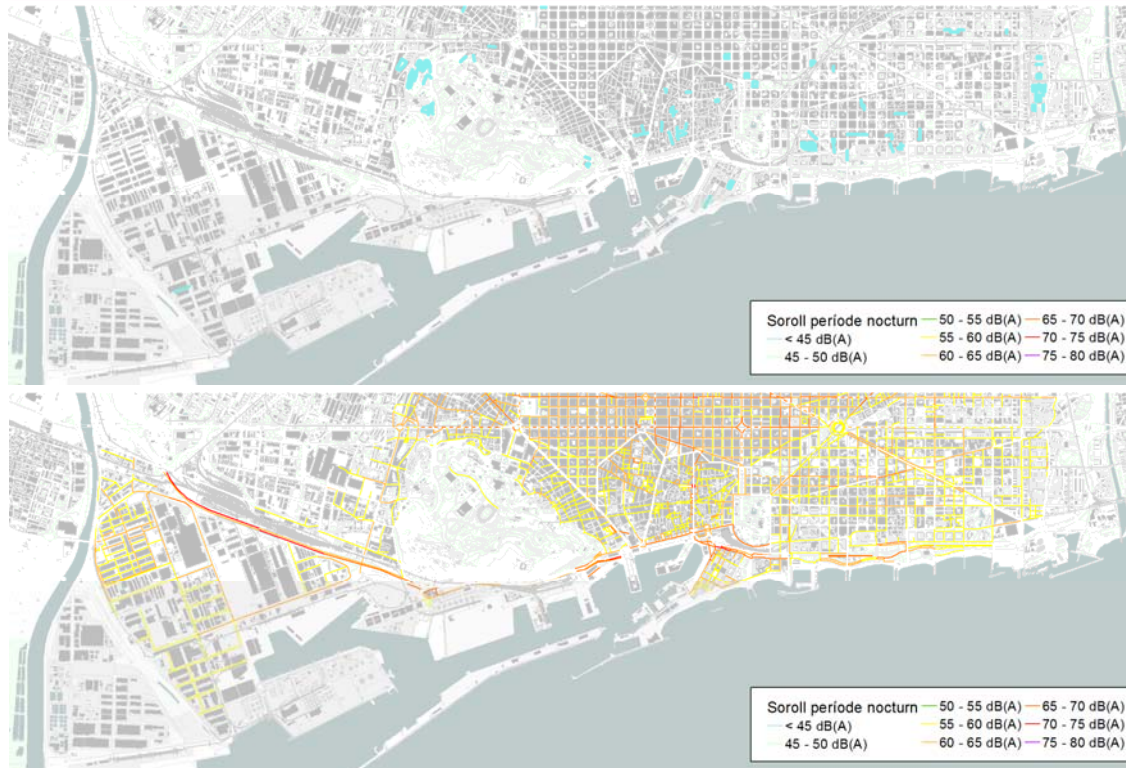 Soroll període nocturn
< 45 dB(A)
45 - 50 dB(A)
50 - 55 dB(A)
55 - 60 dB(A)
60 - 65 dB(A)
65 - 70 dB(A)
70 - 75 dB(A)
75 - 80 dB(A)
Soroll període nocturn
< 45 dB(A)
45 - 50 dB(A)
50 - 55 dB(A)
55 - 60 dB(A)
60 - 65 dB(A)
65 - 70 dB(A)
70 - 75 dB(A)
75 - 80 dB(A)